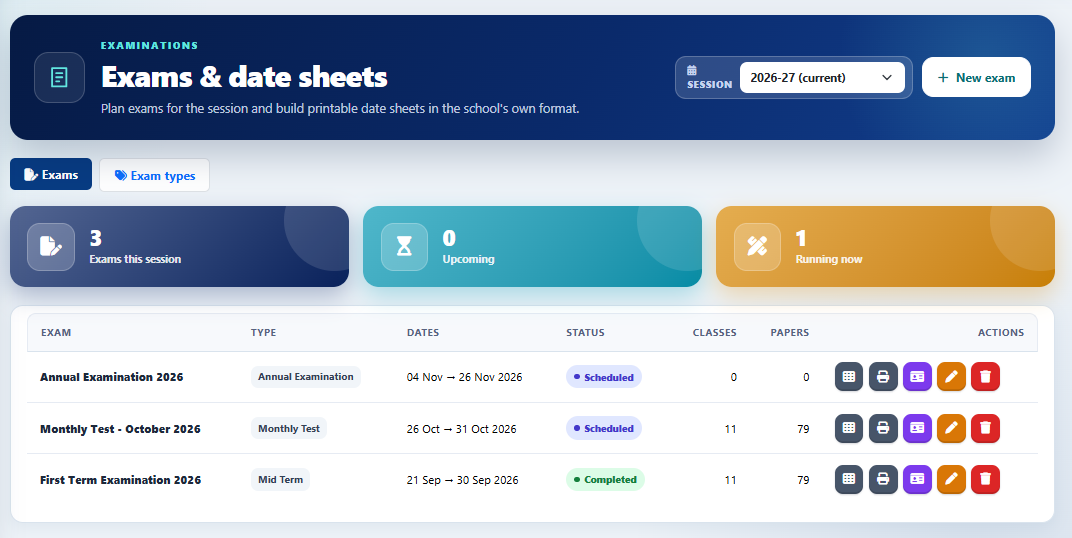 EXAMINATIONS
Exams & date sheets
Plan exams for the session and build printable date sheets in the school's own format.
SESSION
2026-27 (current)
+ New exam
Exams
Exam types
3
Exams this session
0
Upcoming
1
Running now
EXAM TYPE DATES STATUS CLASSES PAPERS ACTIONS
Annual Examination 2026 Annual Examination 04 Nov → 26 Nov 2026 Scheduled 0 0
Monthly Test - October 2026 Monthly Test 26 Oct → 31 Oct 2026 Scheduled 11 79
First Term Examination 2026 Mid Term 21 Sep → 30 Sep 2026 Completed 11 79